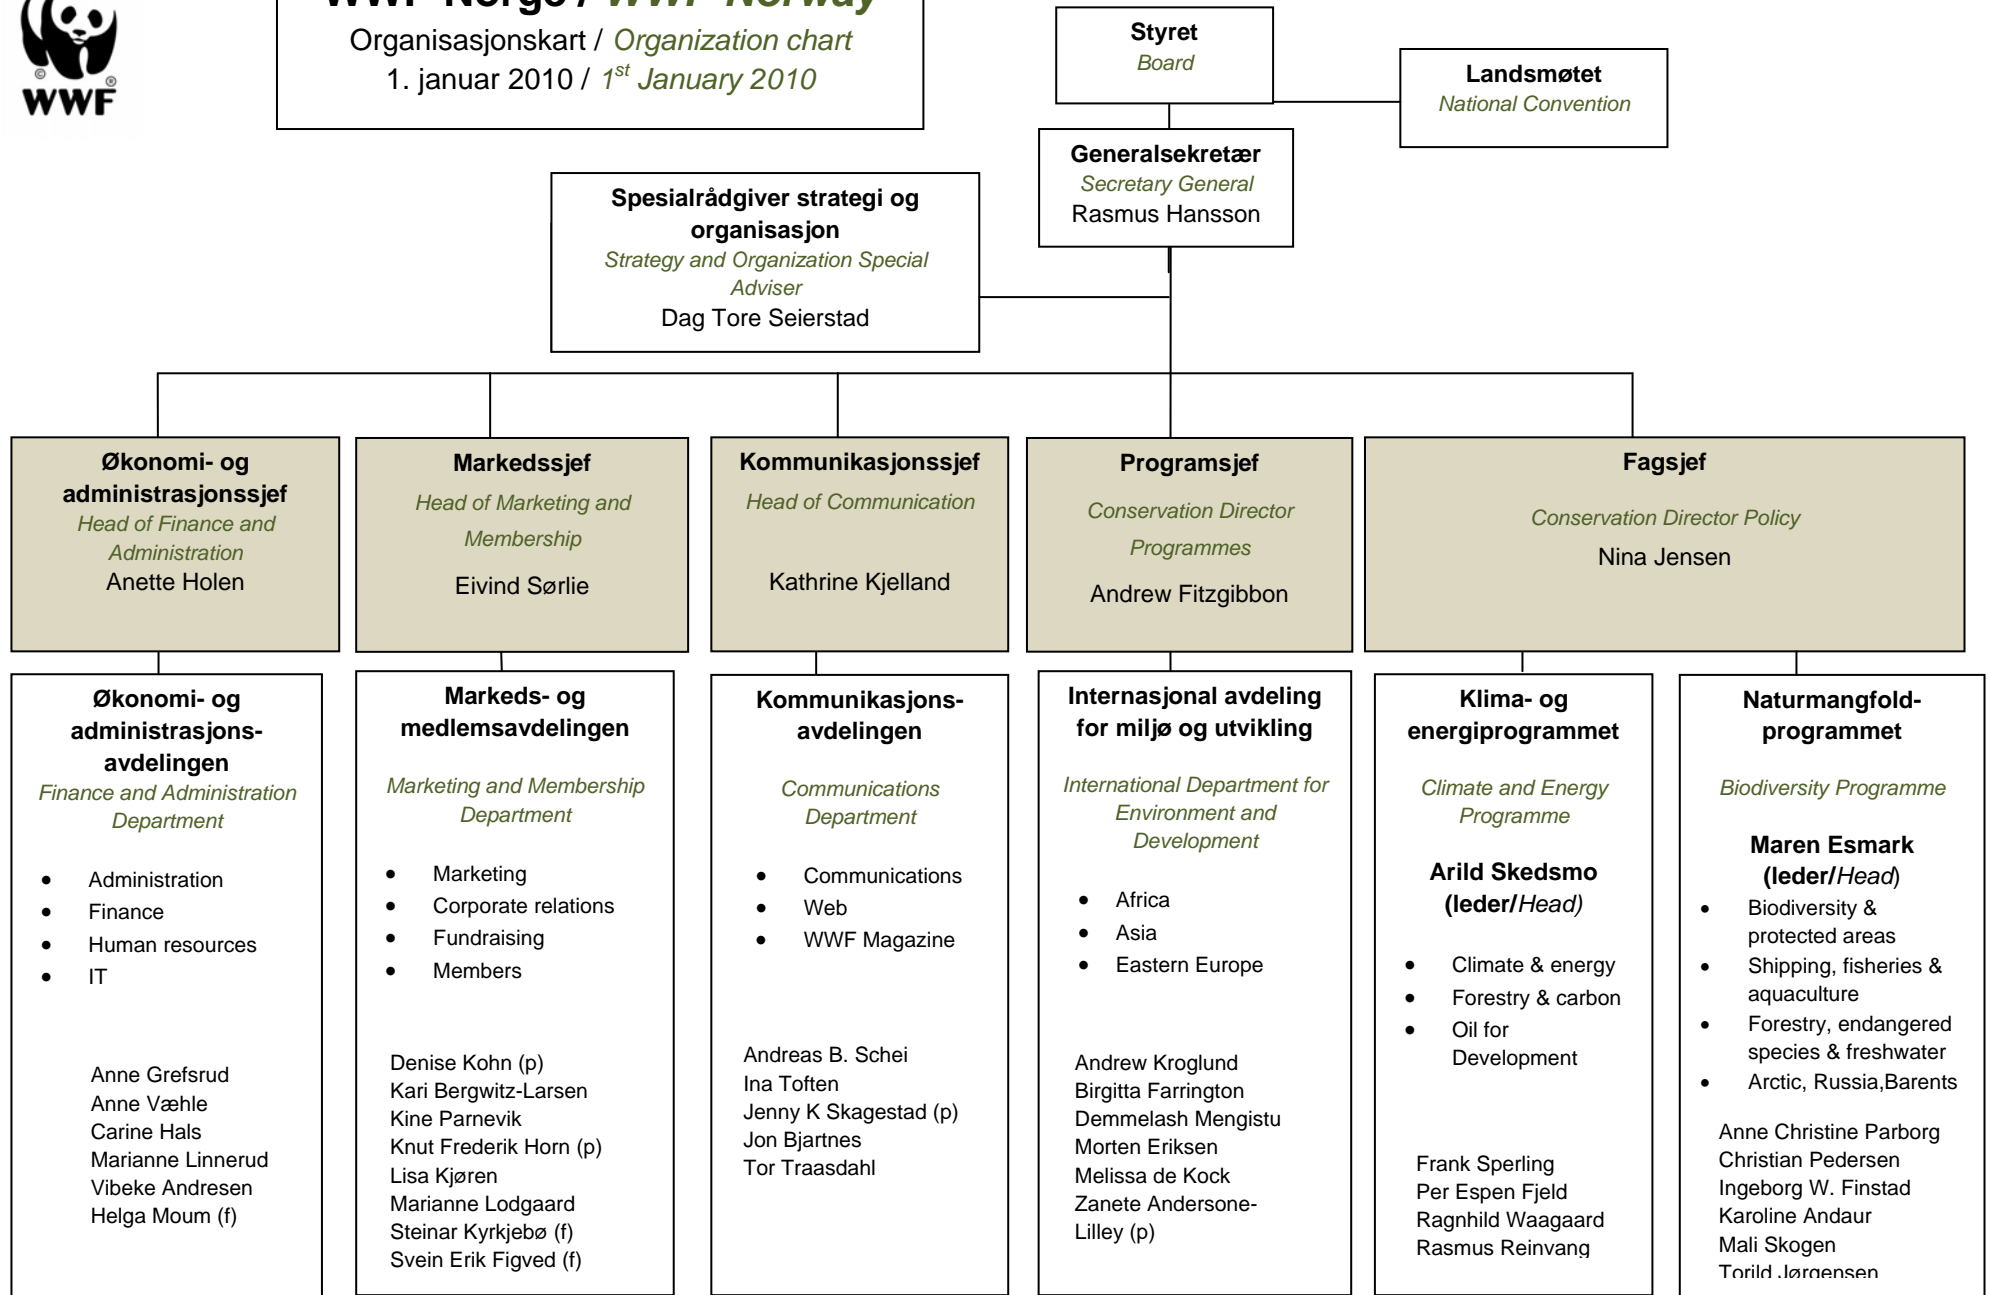 © ®
WWF
WWF Norge / WWF Norway
Organisasjonskart / Organization chart
1. januar 2010 / 1st January 2010
Styret
Board
Landsmøtet
National Convention
Generalsekretær
Secretary General
Rasmus Hansson
Spesialrådgiver strategi og
organisasjon
Strategy and Organization Special
Adviser
Dag Tore Seierstad
Økonomi- og
administrasjonssjef
Head of Finance and
Administration
Anette Holen
Markedssjef
Head of Marketing and
Membership
Eivind Sørlie
Kommunikasjonssjef
Head of Communication
Kathrine Kjelland
Programsjef
Conservation Director
Programmes
Andrew Fitzgibbon
Fagsjef
Conservation Director Policy
Nina Jensen
Økonomi- og
administrasjons-
avdelingen
Finance and Administration
Department
• Administration
• Finance
• Human resources
• IT
Anne Grefsrud
Anne Væhle
Carine Hals
Marianne Linnerud
Vibeke Andresen
Helga Moum (f)
Markeds- og
medlemsavdelingen
Marketing and Membership
Department
• Marketing
• Corporate relations
• Fundraising
• Members
Denise Kohn (p)
Kari Bergwitz-Larsen
Kine Parnevik
Knut Frederik Horn (p)
Lisa Kjøren
Marianne Lodgaard
Steinar Kyrkjebø (f)
Svein Erik Figved (f)
Kommunikasjons-
avdelingen
Communications
Department
• Communications
• Web
• WWF Magazine
Andreas B. Schei
Ina Toften
Jenny K Skagestad (p)
Jon Bjartnes
Tor Traasdahl
Internasjonal avdeling
for miljø og utvikling
International Department for
Environment and
Development
• Africa
• Asia
• Eastern Europe
Andrew Kroglund
Birgitta Farrington
Demmelash Mengistu
Morten Eriksen
Melissa de Kock
Zanete Andersone-
Lilley (p)
Klima- og
energiprogrammet
Climate and Energy
Programme
Arild Skedsmo
(leder/Head)
• Climate & energy
• Forestry & carbon
• Oil for
Development
Frank Sperling
Per Espen Fjeld
Ragnhild Waagaard
Rasmus Reinvang
Naturmangfold-
programmet
Biodiversity Programme
Maren Esmark
(leder/Head)
• Biodiversity &
protected areas
• Shipping, fisheries &
aquaculture
• Forestry, endangered
species & freshwater
• Arctic, Russia,Barents
Anne Christine Parborg
Christian Pedersen
Ingeborg W. Finstad
Karoline Andaur
Mali Skogen
Torild Jørgensen